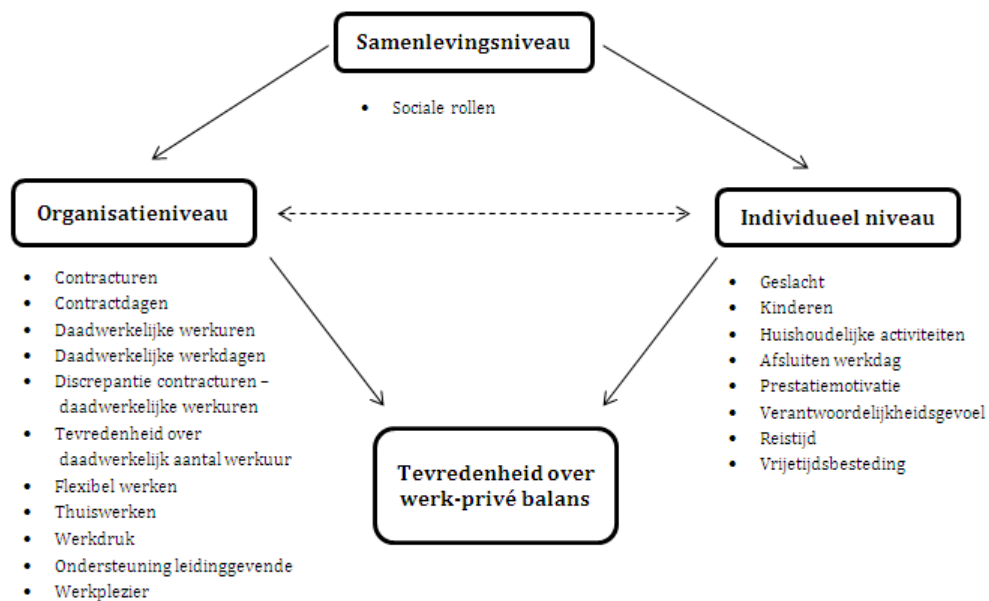 Samenlevingsniveau
• Sociale rollen
Organisatieniveau
• Contracturen
• Contractdagen
• Daadwerkelijke werkuren
• Daadwerkelijke werkdagen
• Discrepantie contracturen –
daadwerkelijke werkuren
• Tevredenheid over
daadwerkelijk aantal werkuur
• Flexibel werken
• Thuiswerken
• Werkdruk
• Ondersteuning leidinggevende
• Werkplezier
Individueel niveau
• Geslacht
• Kinderen
• Huishoudelijke activiteiten
• Afsluiten werkdag
• Prestatiemotivatie
• Verantwoordelijkheidsgevoel
• Reistijd
• Vrijetijdsbesteding
Tevredenheid over
werk-privé balans